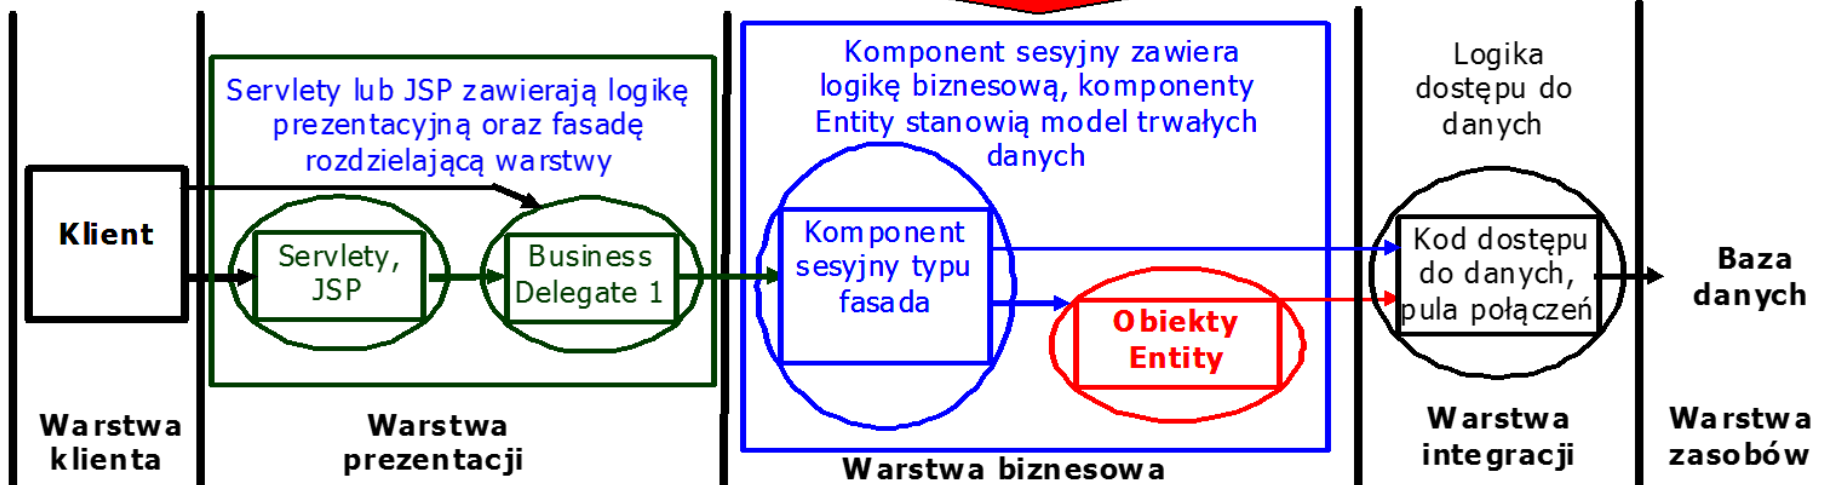 Servlety lub JSP zawierają logikę
prezentacyjną oraz fasadę
rozdzielającą warstwy
Komponent sesyjny zawiera
logikę biznesową, komponenty
Entity stanowią model trwałych
danych
Logika
dostępu do
danych
Klient
Servlety,
JSP
Business
Delegate 1
Komponent
sesyjny typu
fasada
Obiekty
Entity
Kod dostępu
do danych,
pula połączeń
Baza
danych
Warstwa
klienta
Warstwa
prezentacji
Warstwa biznesowa
Warstwa
integracji
Warstwa
zasobów